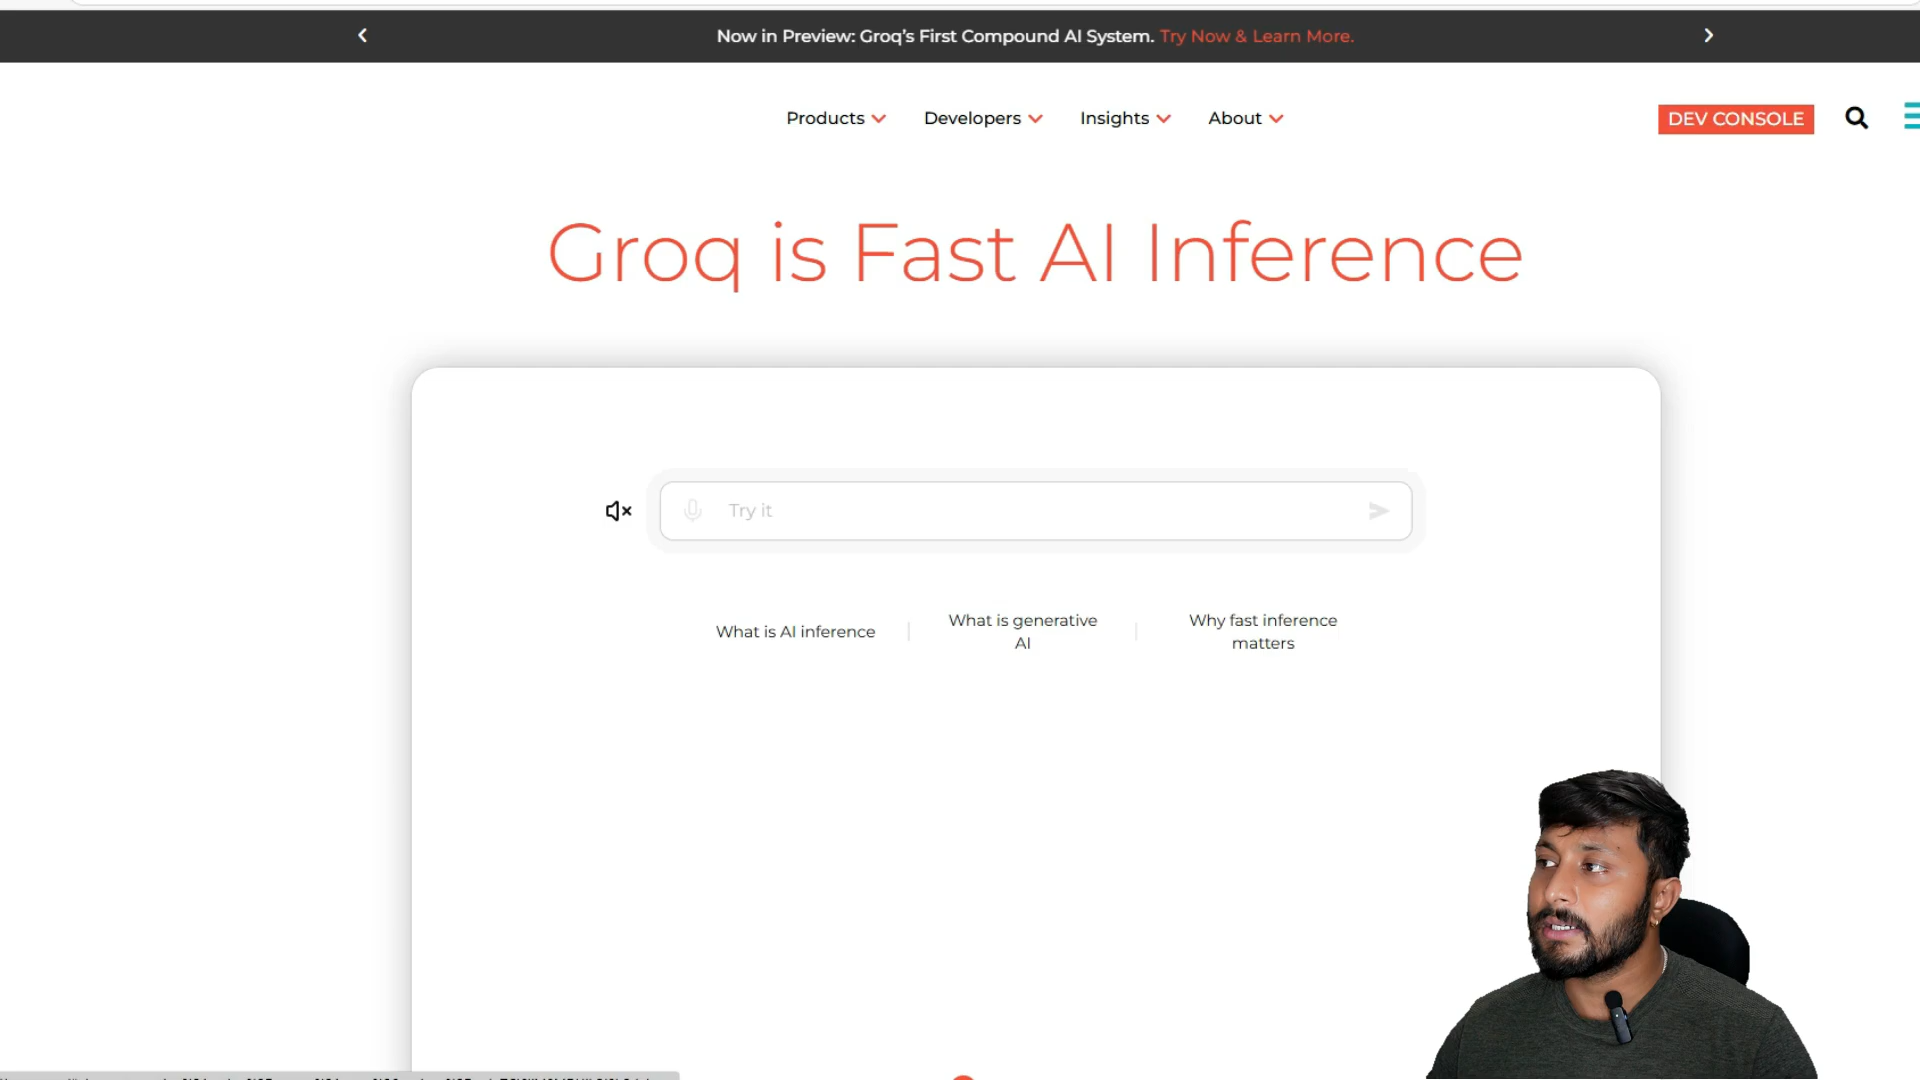 Now in Preview: Groq's First Compound AI System. Try Now & Learn More.
Products Developers Insights About DEV CONSOLE
Groq is Fast AI Inference
Try it
What is AI inference
What is generative
AI
Why fast inference
matters